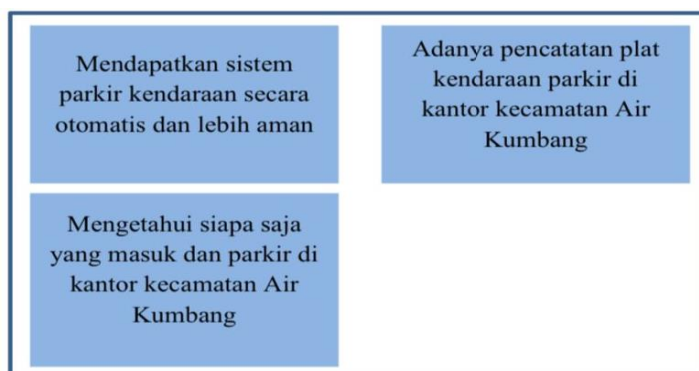 Mendapatkan sistem
parkir kendaraan secara
otomatis dan lebih aman
Adanya pencatatan plat
kendaraan parkir di
kantor kecamatan Air
Kumbang
Mengetahui siapa saja
yang masuk dan parkir di
kantor kecamatan Air
Kumbang